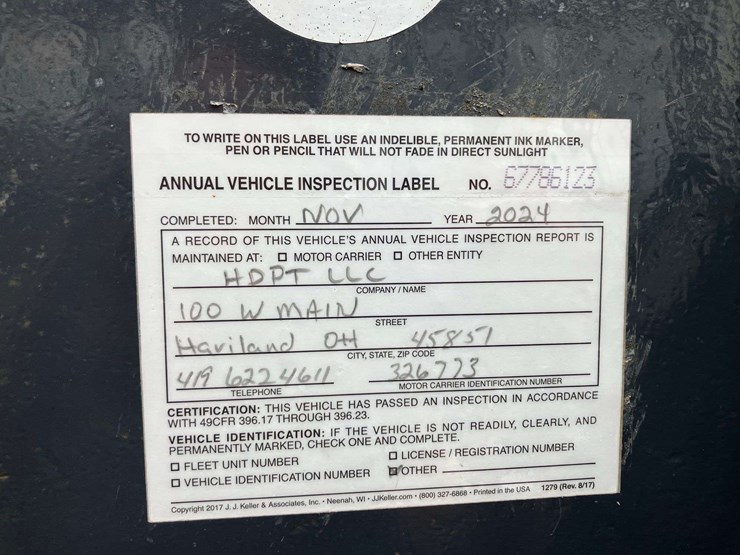 TO WRITE ON THIS LABEL USE AN INDELIBLE, PERMANENT INK MARKER,
PEN OR PENCIL THAT WILL NOT FADE IN DIRECT SUNLIGHT
ANNUAL VEHICLE INSPECTION LABEL NO. 67786123
COMPLETED: MONTH NOV YEAR 2024
A RECORD OF THIS VEHICLE'S ANNUAL VEHICLE INSPECTION REPORT IS
MAINTAINED AT: ☐ MOTOR CARRIER ☐ OTHER ENTITY
HDPT LLC
COMPANY / NAME
100 W MAIN
STREET
Haviland OH 45851
CITY, STATE, ZIP CODE
419 6224611 326773
TELEPHONE MOTOR CARRIER IDENTIFICATION NUMBER
CERTIFICATION: THIS VEHICLE HAS PASSED AN INSPECTION IN ACCORDANCE
WITH 49CFR 396.17 THROUGH 396.23.
VEHICLE IDENTIFICATION: IF THE VEHICLE IS NOT READILY, CLEARLY, AND
PERMANENTLY MARKED, CHECK ONE AND COMPLETE.
☐ FLEET UNIT NUMBER ☐ LICENSE / REGISTRATION NUMBER
☐ VEHICLE IDENTIFICATION NUMBER ☒ OTHER
Copyright 2017 J. J. Keller & Associates, Inc. • Neenah, WI • JJKeller.com • (800) 327-6868 • Printed in the USA 1279 (Rev. 8/17)